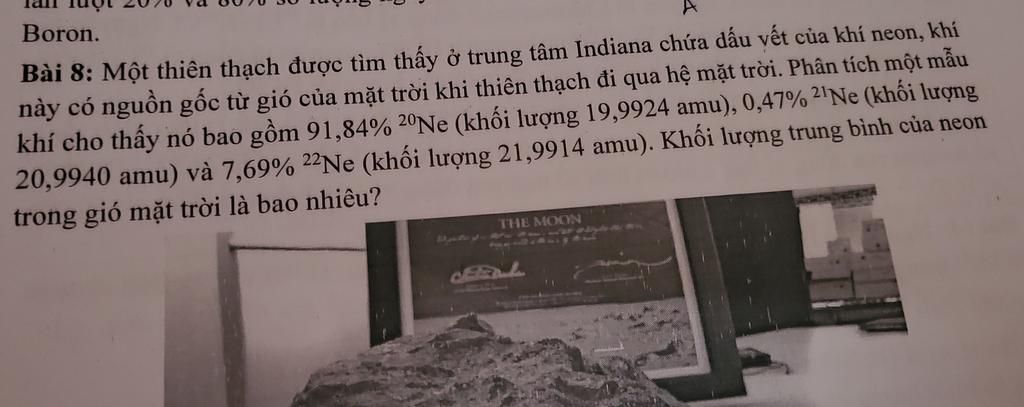 Boron.
Bài 8: Một thiên thạch được tìm thấy ở trung tâm Indiana chứa dấu vết của khí neon, khí
này có nguồn gốc từ gió của mặt trời khi thiên thạch đi qua hệ mặt trời. Phân tích một mẫu
khí cho thấy nó bao gồm 91,84% ²⁰Ne (khối lượng 19,9924 amu), 0,47% ²¹Ne (khối lượng
20,9940 amu) và 7,69% ²²Ne (khối lượng 21,9914 amu). Khối lượng trung bình của neon
trong gió mặt trời là bao nhiêu?
THE MOON